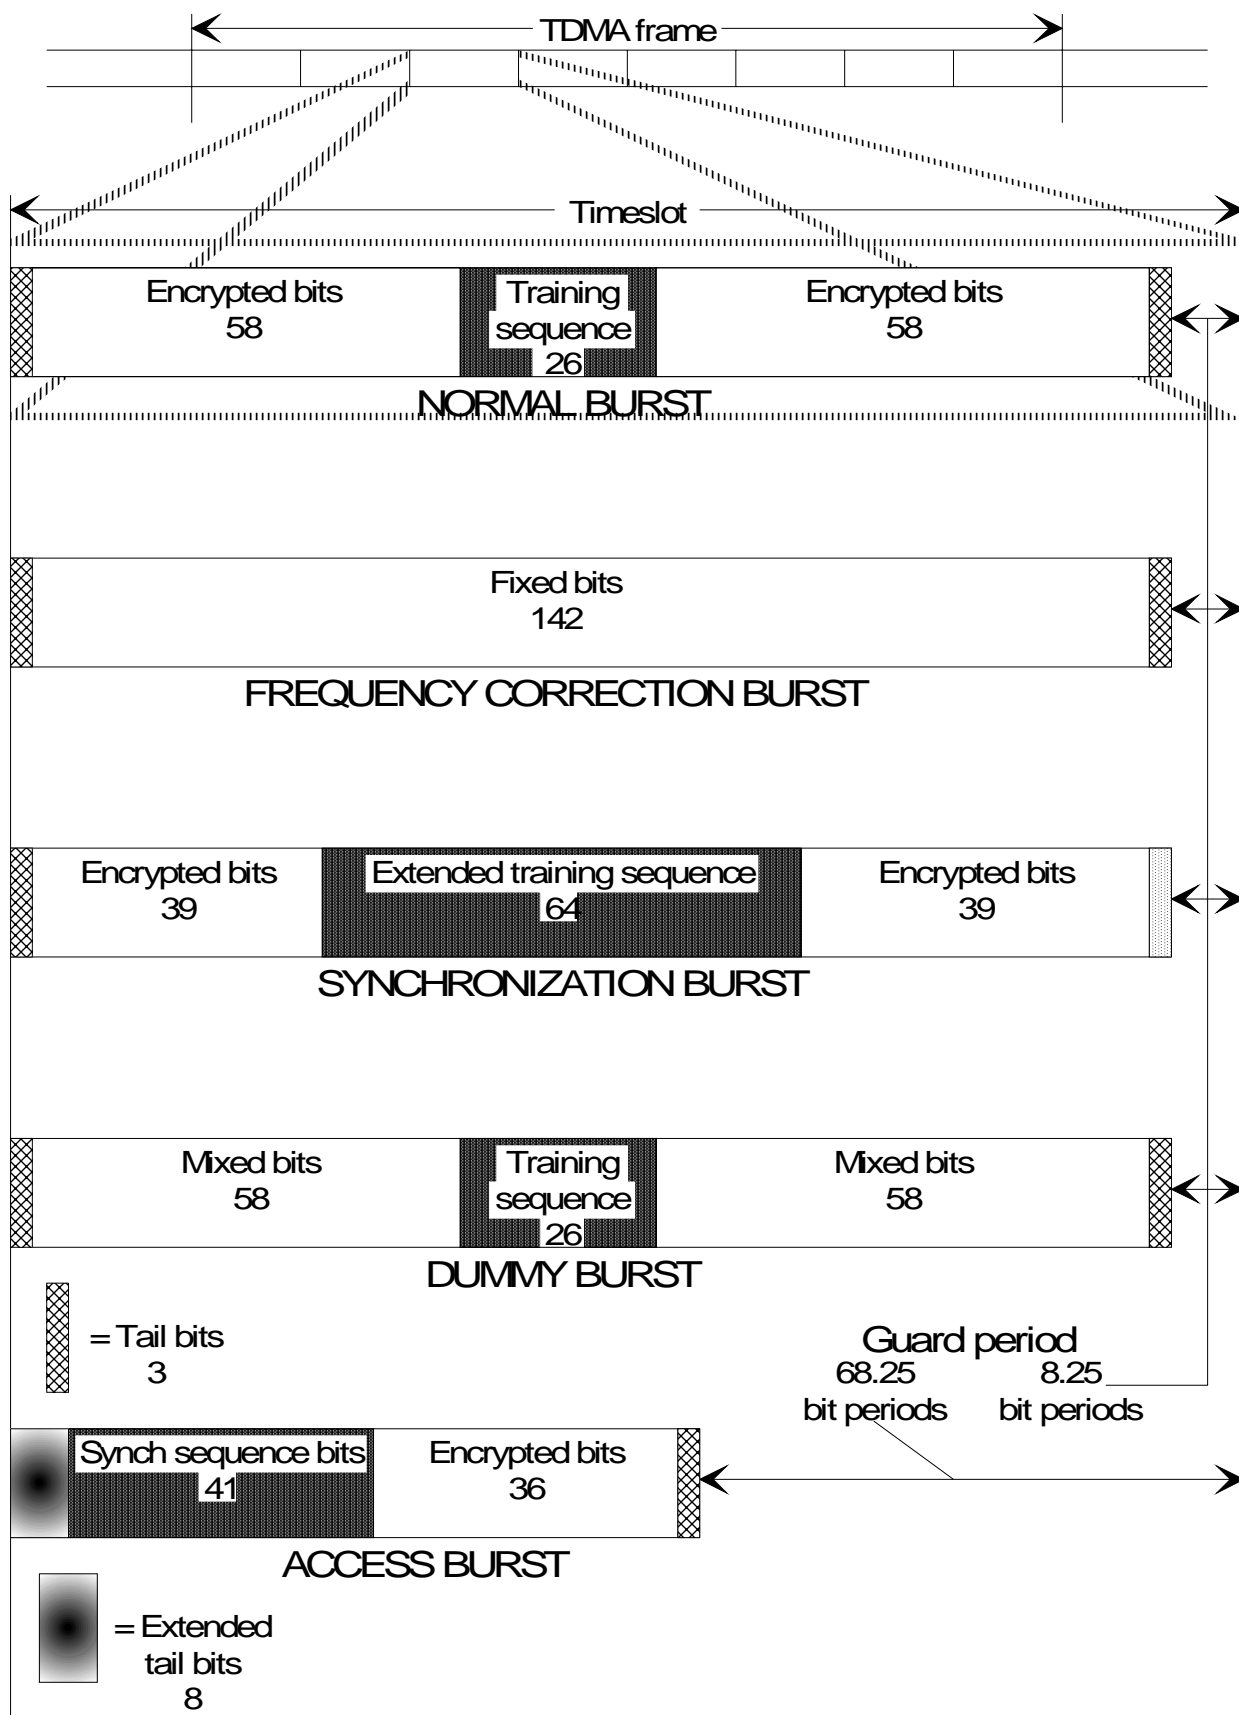 TDMA frame
Timeslot
Encrypted bits
58
Training
sequence
26
Encrypted bits
58
NORMAL BURST
Fixed bits
142
FREQUENCY CORRECTION BURST
Encrypted bits
39
Extended training sequence
64
Encrypted bits
39
SYNCHRONIZATION BURST
Mixed bits
58
Training
sequence
26
Mixed bits
58
DUMMY BURST
= Tail bits
3
Guard period
68.25
bit periods
8.25
bit periods
Synch sequence bits
41
Encrypted bits
36
ACCESS BURST
= Extended
tail bits
8